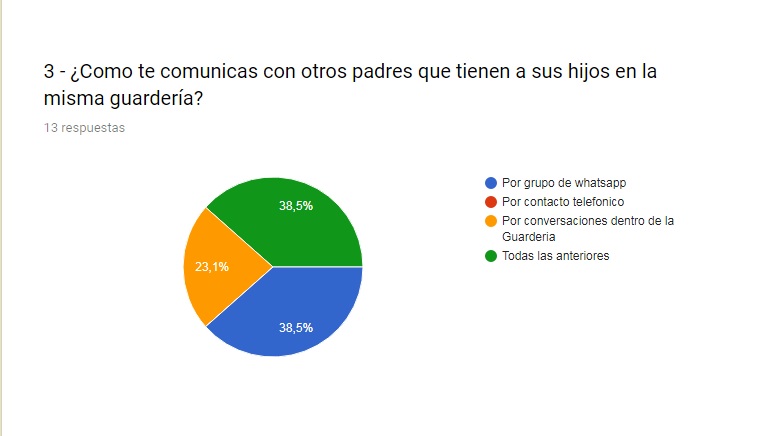 3 - ¿Como te comunicas con otros padres que tienen a sus hijos en la
misma guardería?
13 respuestas
38,5%
23,1%
38,5%
Por grupo de whatsapp
Por contacto telefonico
Por conversaciones dentro de la
Guarderia
Todas las anteriores